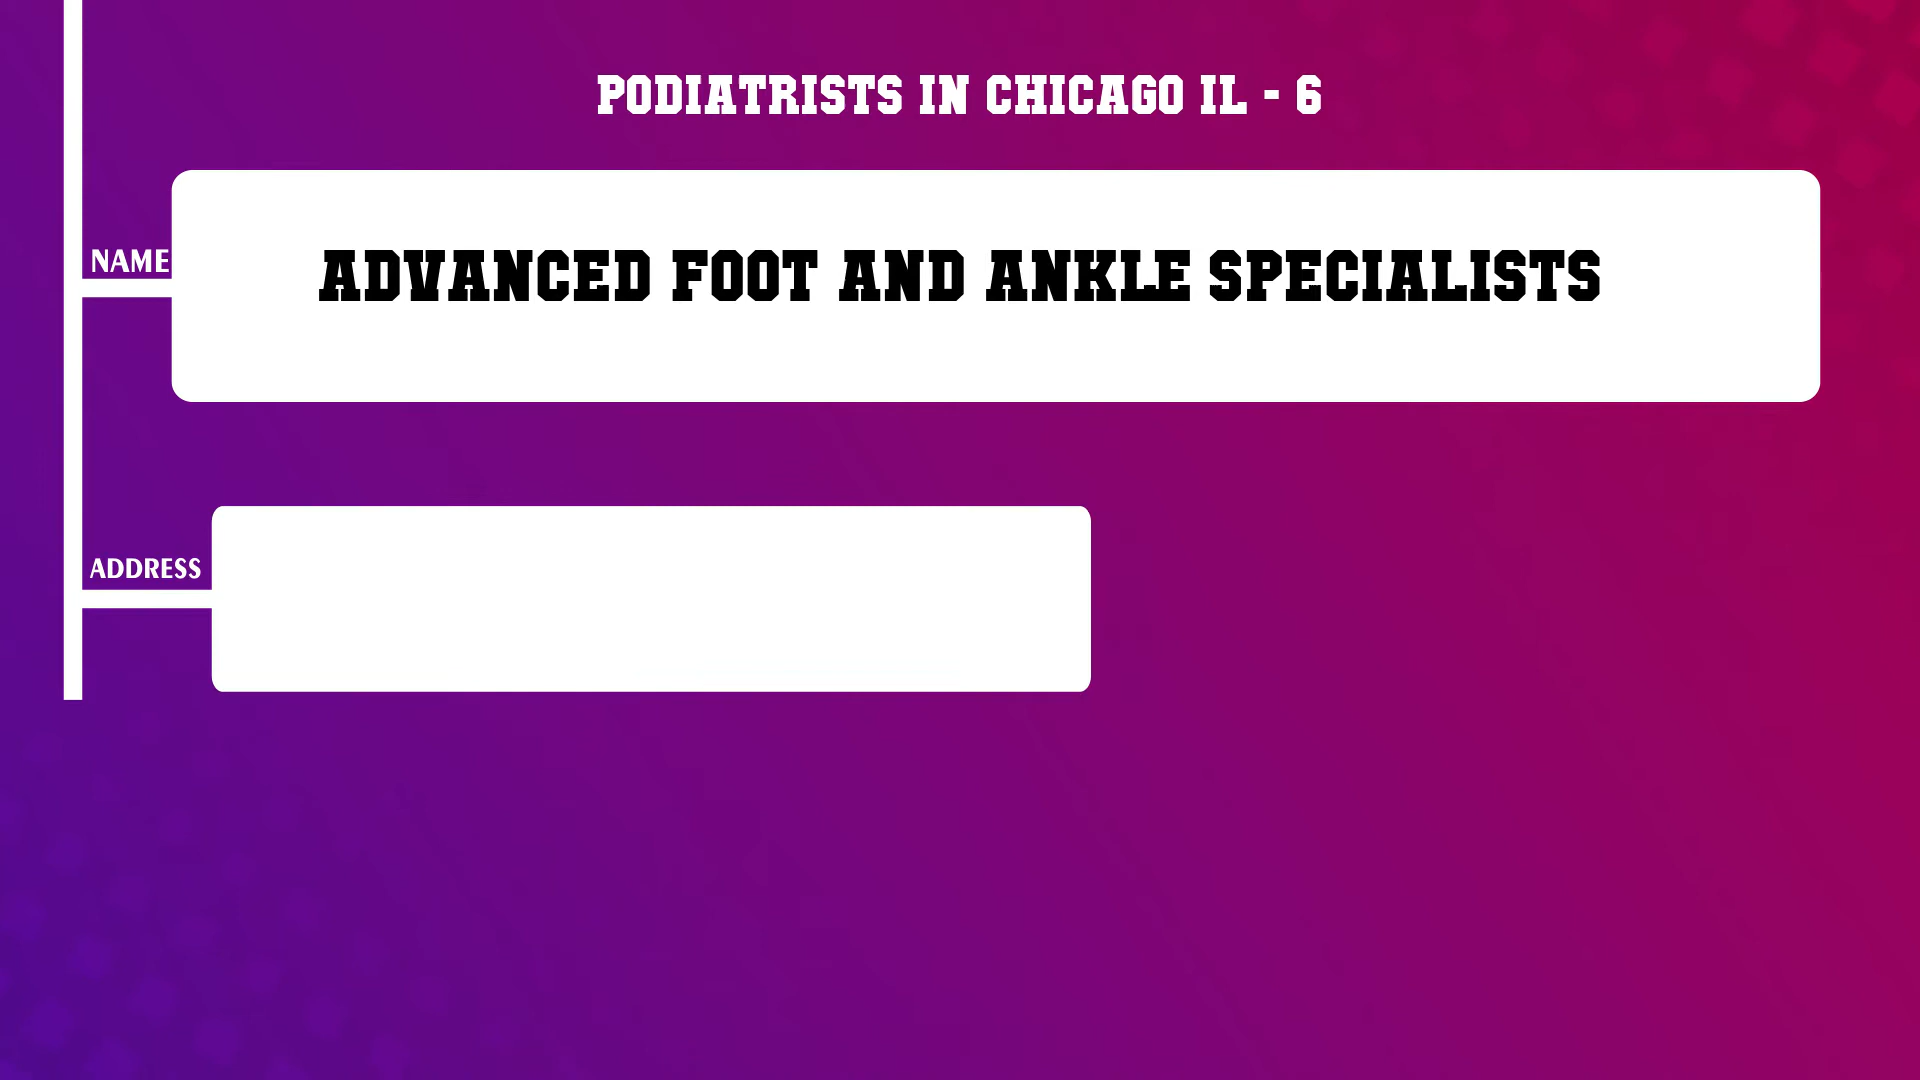 PODIATRISTS IN CHICAGO IL - 6
NAME
ADVANCED FOOT AND ANKLE SPECIALISTS
ADDRESS